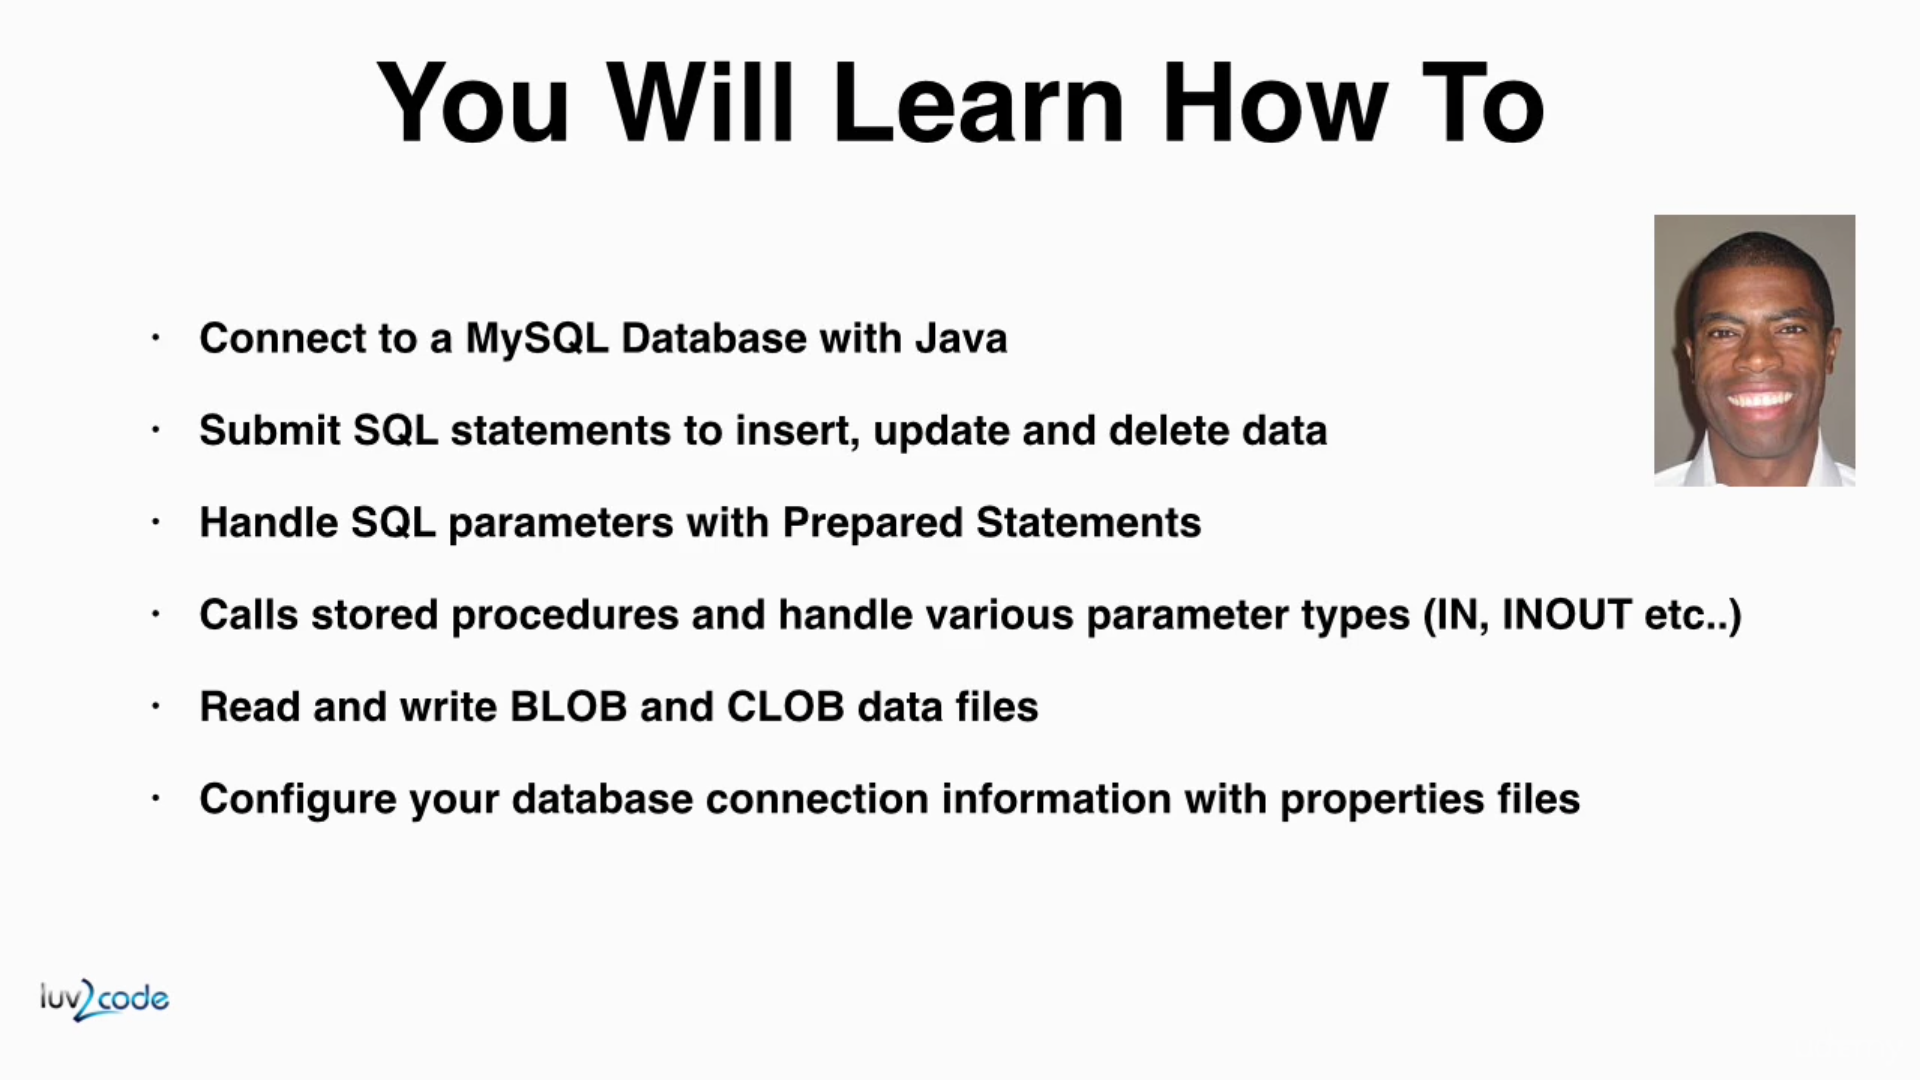 You Will Learn How To
· Connect to a MySQL Database with Java
· Submit SQL statements to insert, update and delete data
· Handle SQL parameters with Prepared Statements
· Calls stored procedures and handle various parameter types (IN, INOUT etc..)
· Read and write BLOB and CLOB data files
· Configure your database connection information with properties files
luv2code